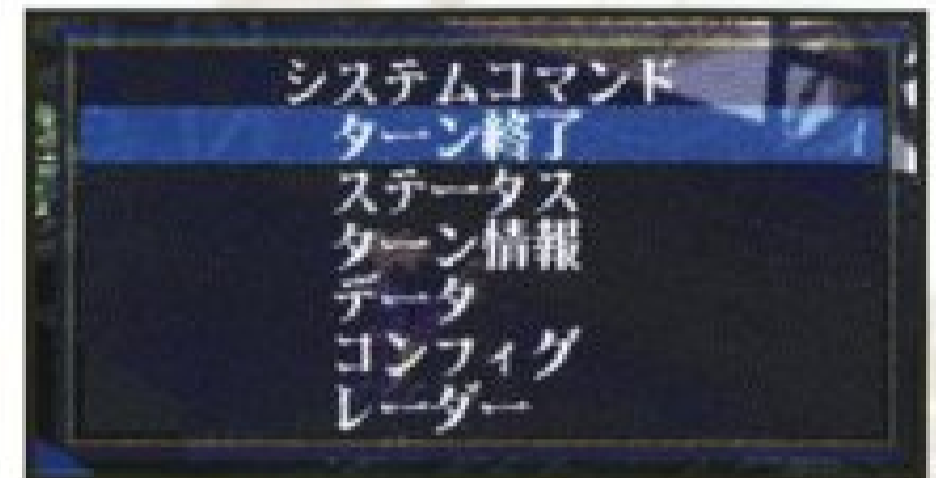 システムコマンド
ターン終了
ステータス
ターン情報
データ
コンフィグ
レーダー